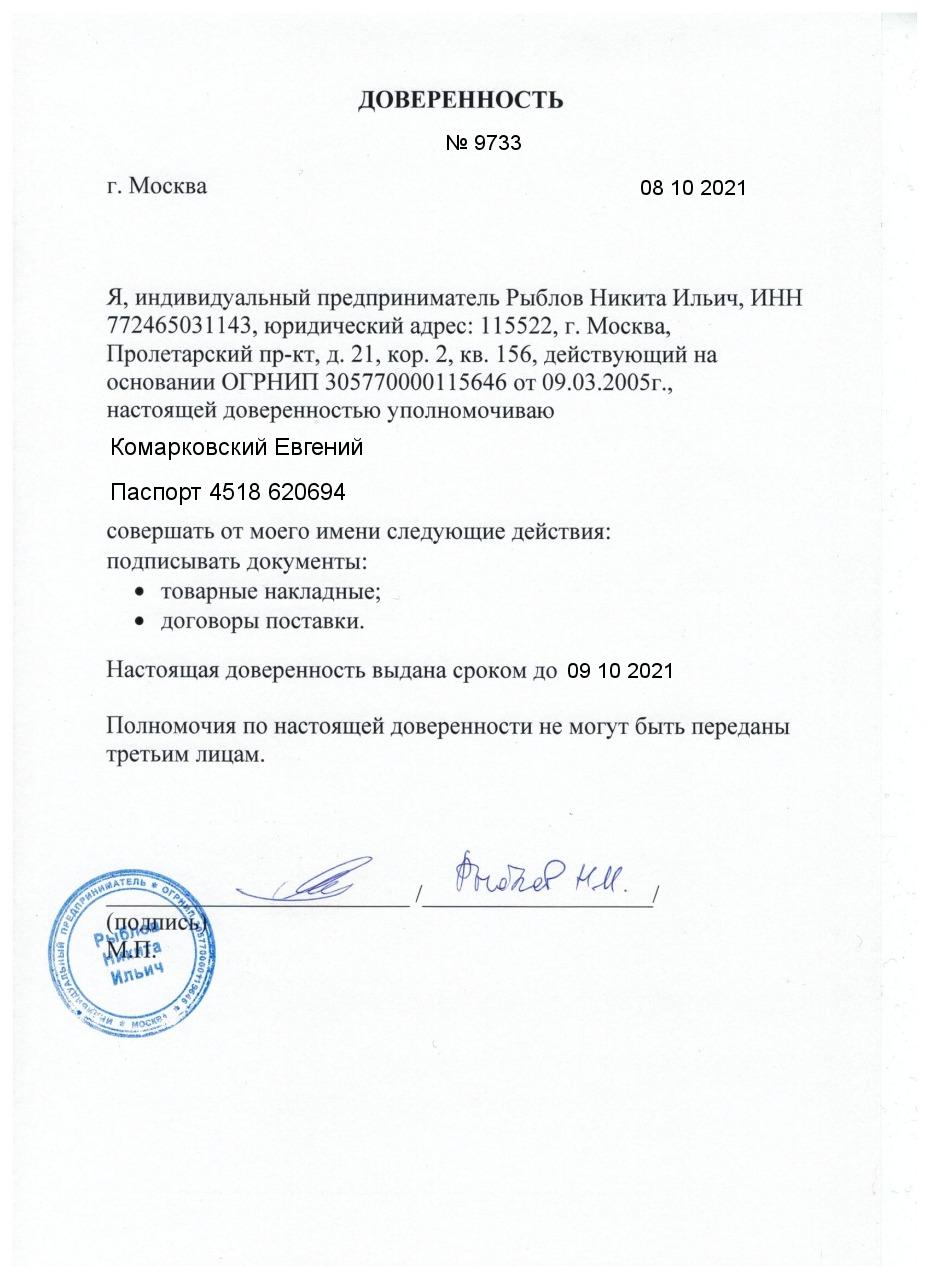 ДОВЕРЕННОСТЬ
№ 9733
г. Москва 08 10 2021
Я, индивидуальный предприниматель Рыблов Никита Ильич, ИНН
772465031143, юридический адрес: 115522, г. Москва,
Пролетарский пр-кт, д. 21, кор. 2, кв. 156, действующий на
основании ОГРНИП 305770000115646 от 09.03.2005г.,
настоящей доверенностью уполномочиваю
Комарковский Евгений
Паспорт 4518 620694
совершать от моего имени следующие действия:
подписывать документы:
• товарные накладные;
• договоры поставки.
Настоящая доверенность выдана сроком до 09 10 2021
Полномочия по настоящей доверенности не могут быть переданы
третьим лицам.
/ Рыблов Н.И. /
(подпись)
М.П.
ИНДИВИДУАЛЬНЫЙ ПРЕДПРИНИМАТЕЛЬ * ОГРНИП * МОСКВА *
Рыблов
Никита
Ильич